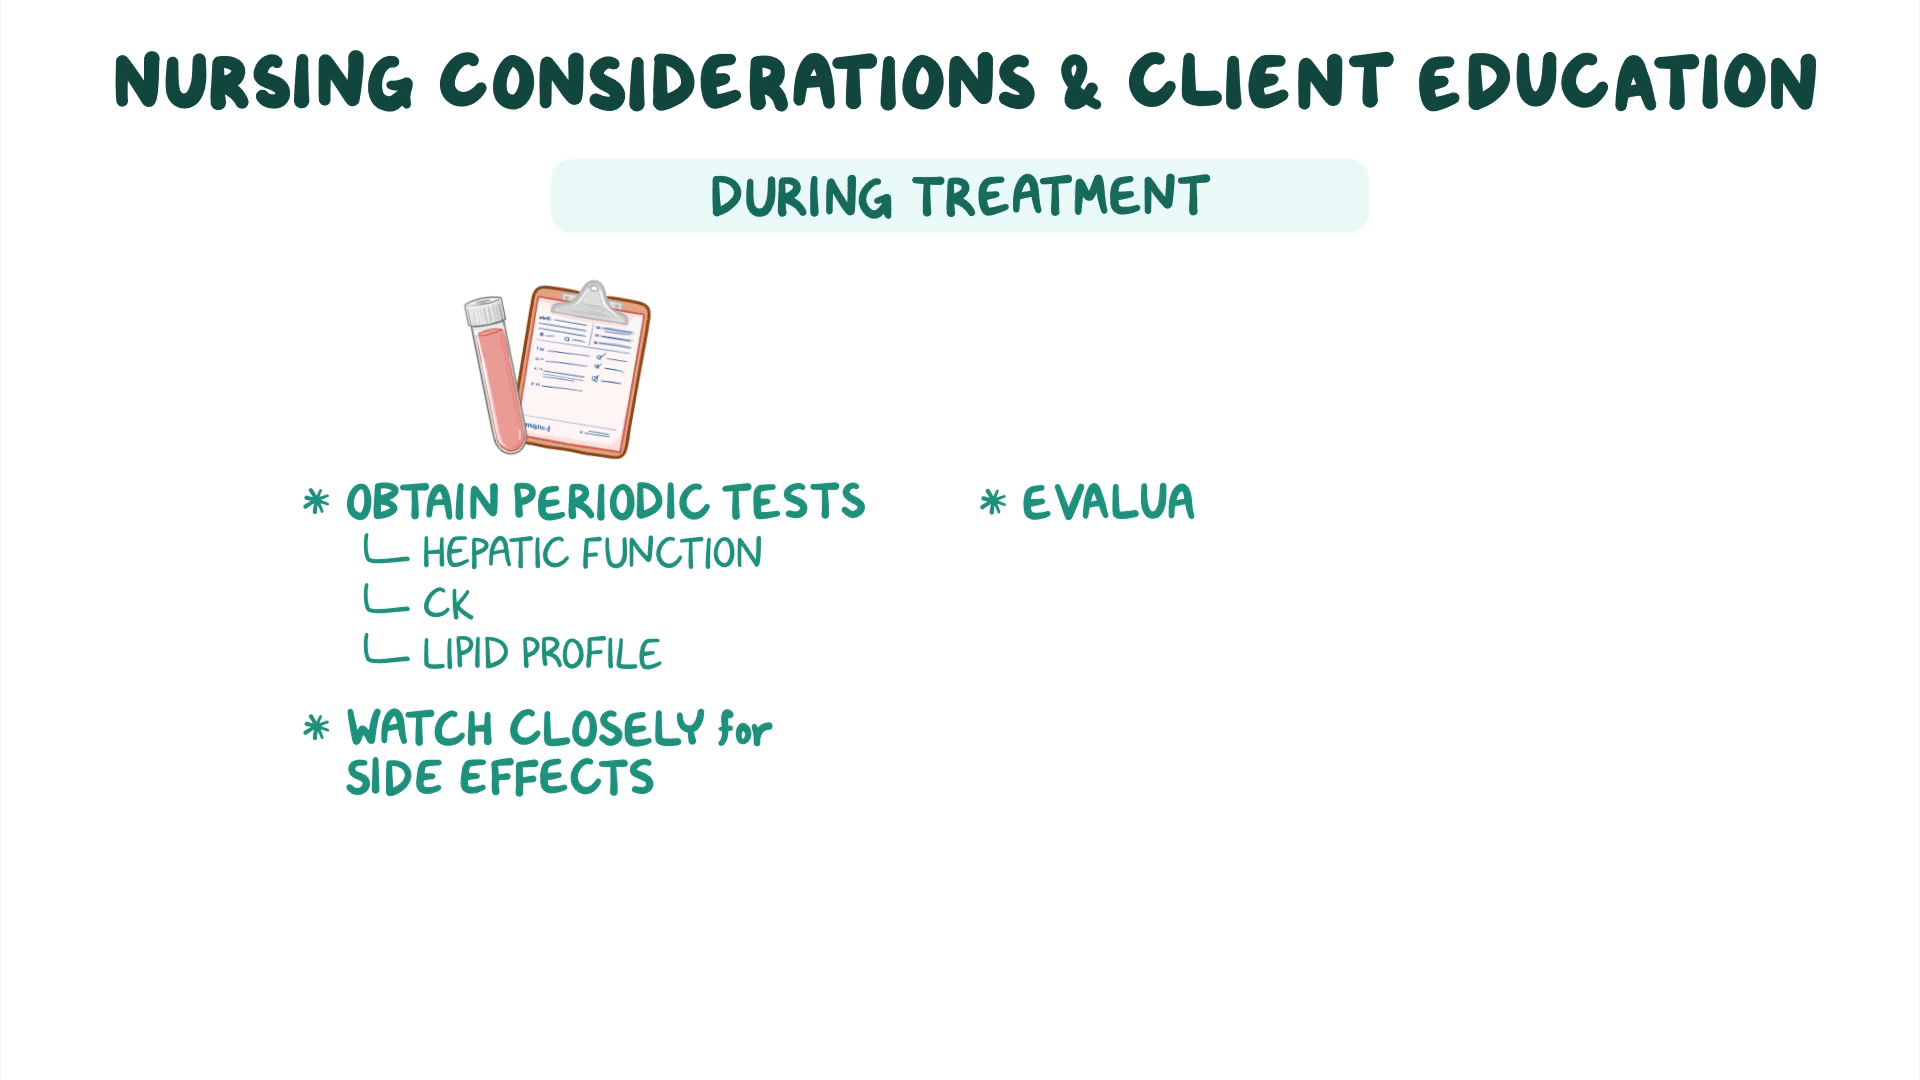 NURSING CONSIDERATIONS & CLIENT EDUCATION
DURING TREATMENT
* OBTAIN PERIODIC TESTS
HEPATIC FUNCTION
CK
LIPID PROFILE
* WATCH CLOSELY for
SIDE EFFECTS
* EVALUA